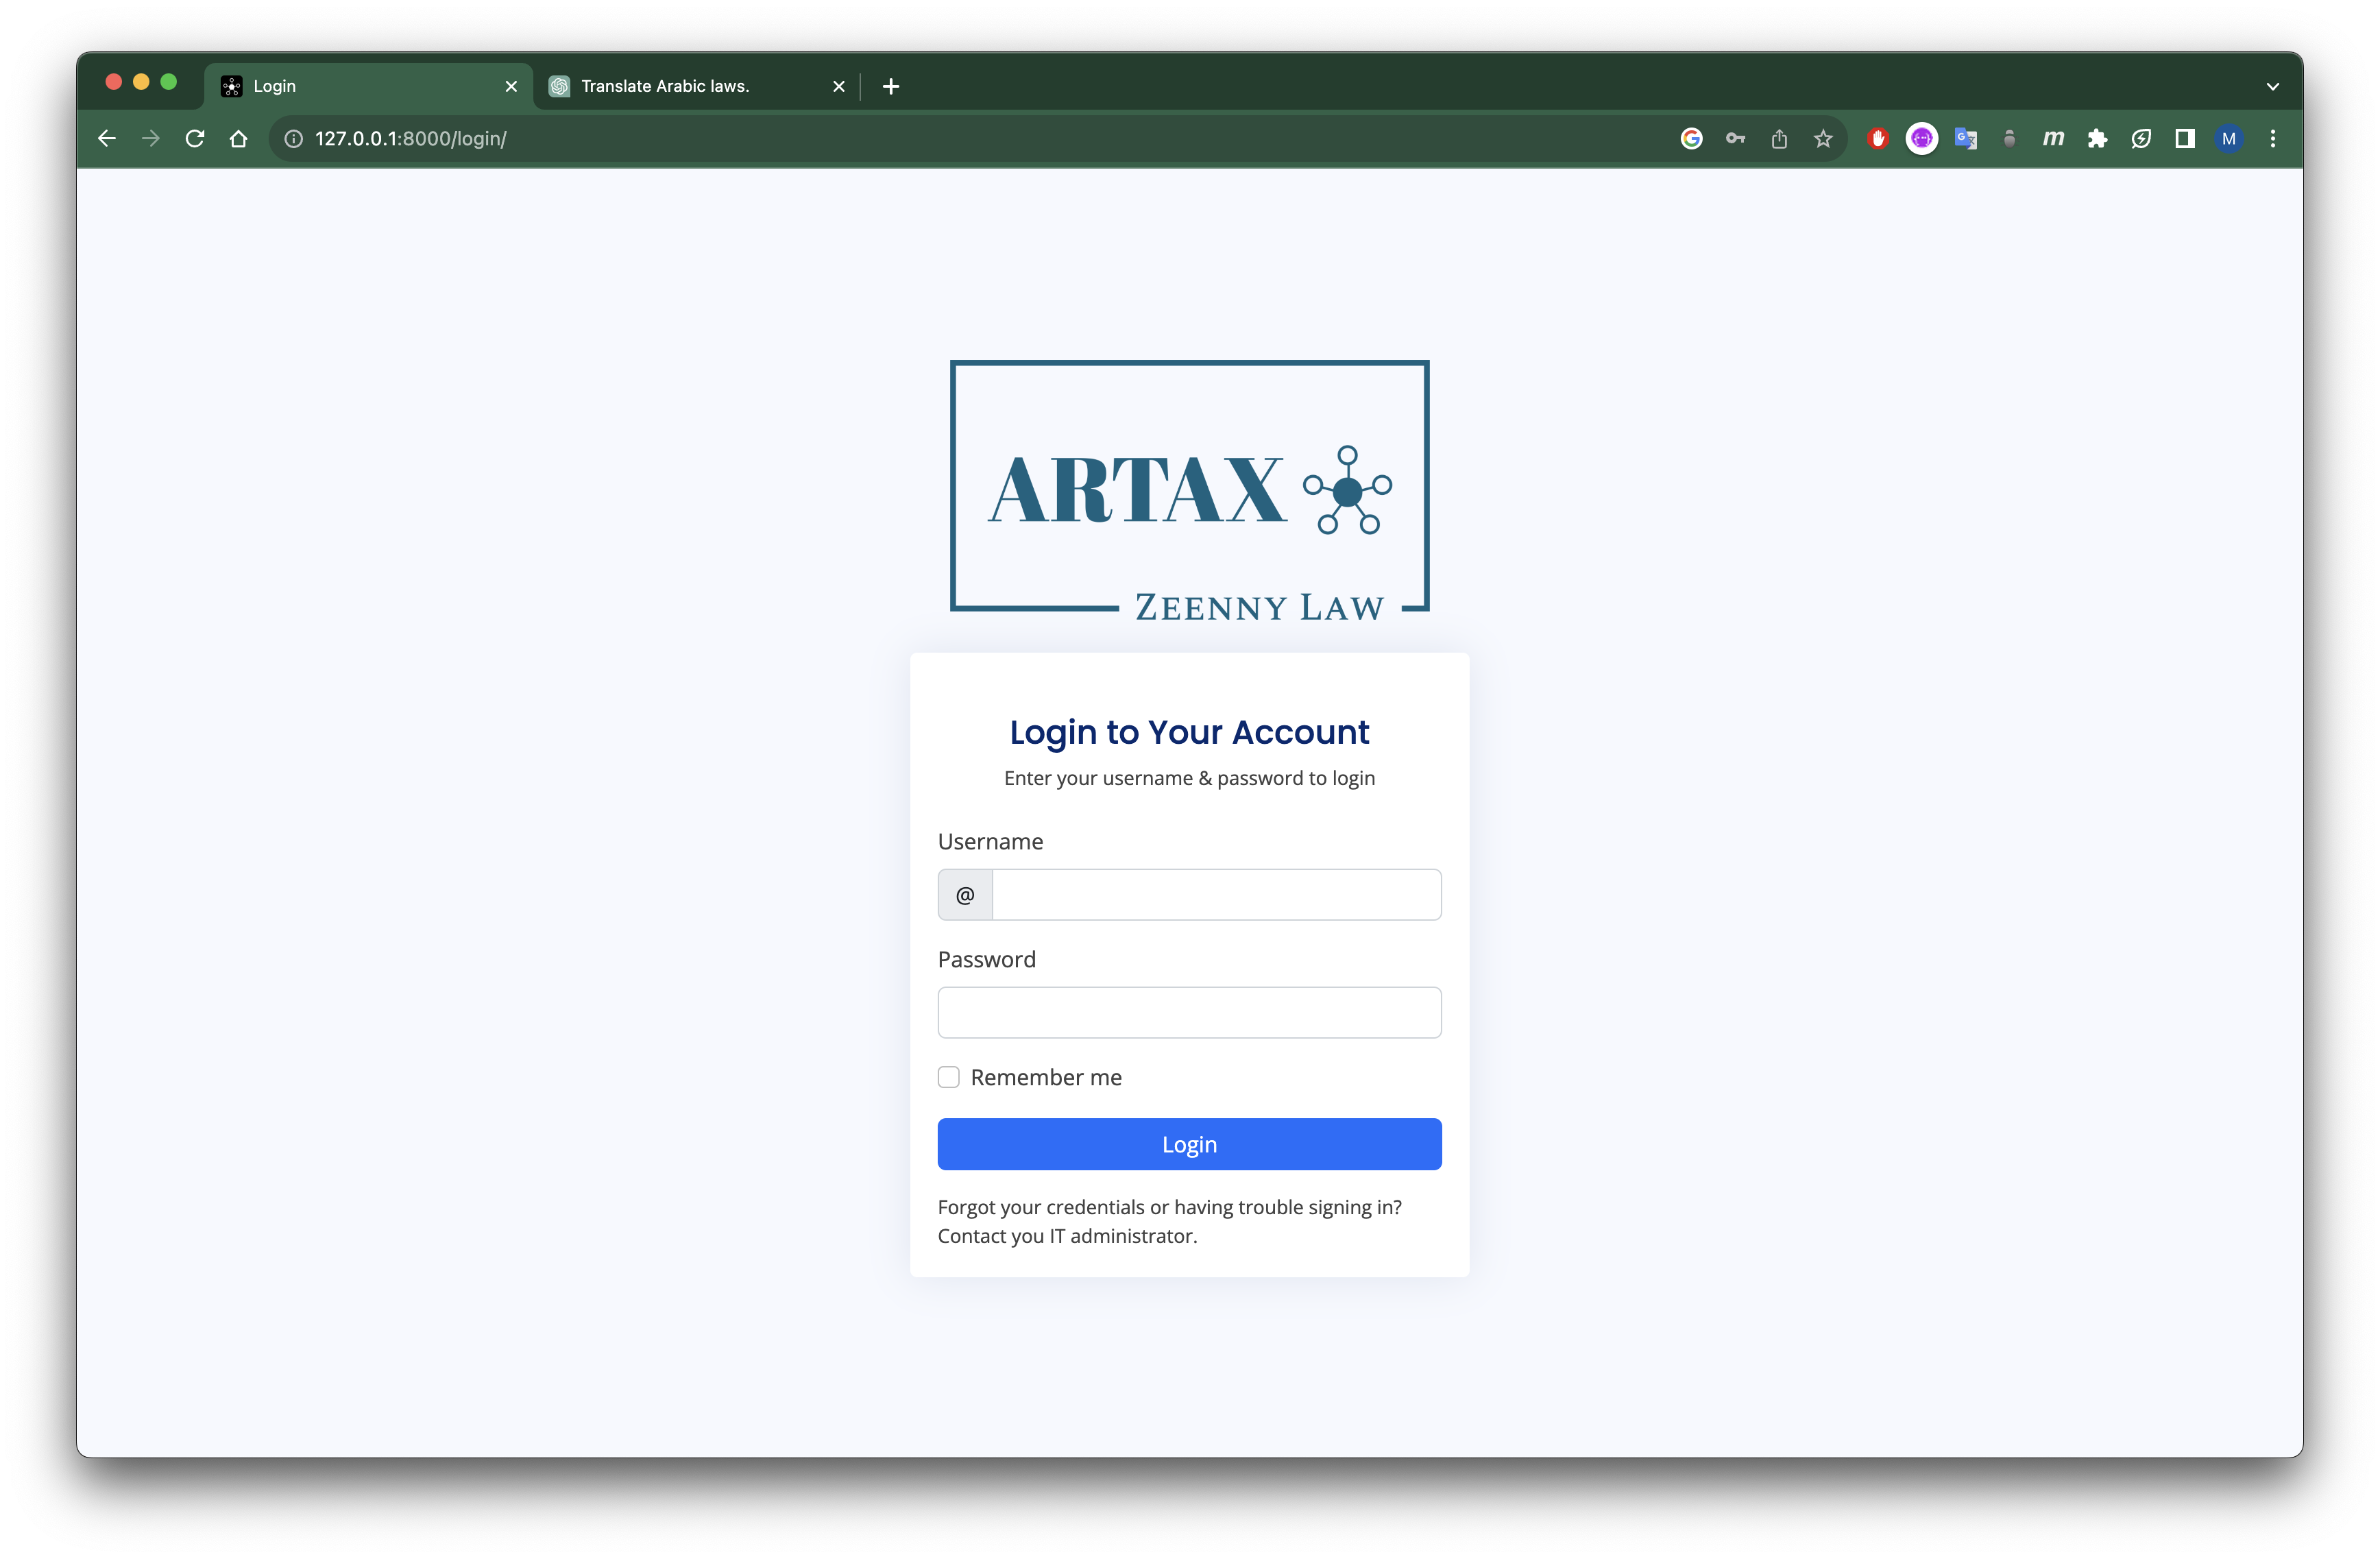 Login
Translate Arabic laws.
127.0.0.1:8000/login/
M
ARTAX
ZEENNY LAW
Login to Your Account
Enter your username & password to login
Username
@
Password
Remember me
Login
Forgot your credentials or having trouble signing in?
Contact you IT administrator.